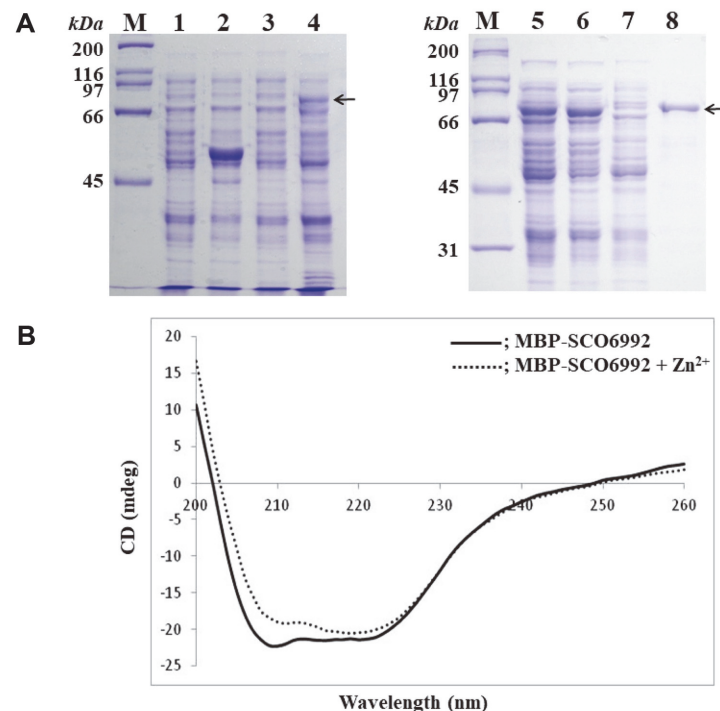 A
kDa M 1 2 3 4
200
116
97
66
45
kDa M 5 6 7 8
200
116
97
66
45
31
B
; MBP-SCO6992
; MBP-SCO6992 + Zn²⁺
20
15
10
5
0
-5
-10
-15
-20
-25
200 210 220 230 240 250 260
CD (mdeg)
Wavelength (nm)